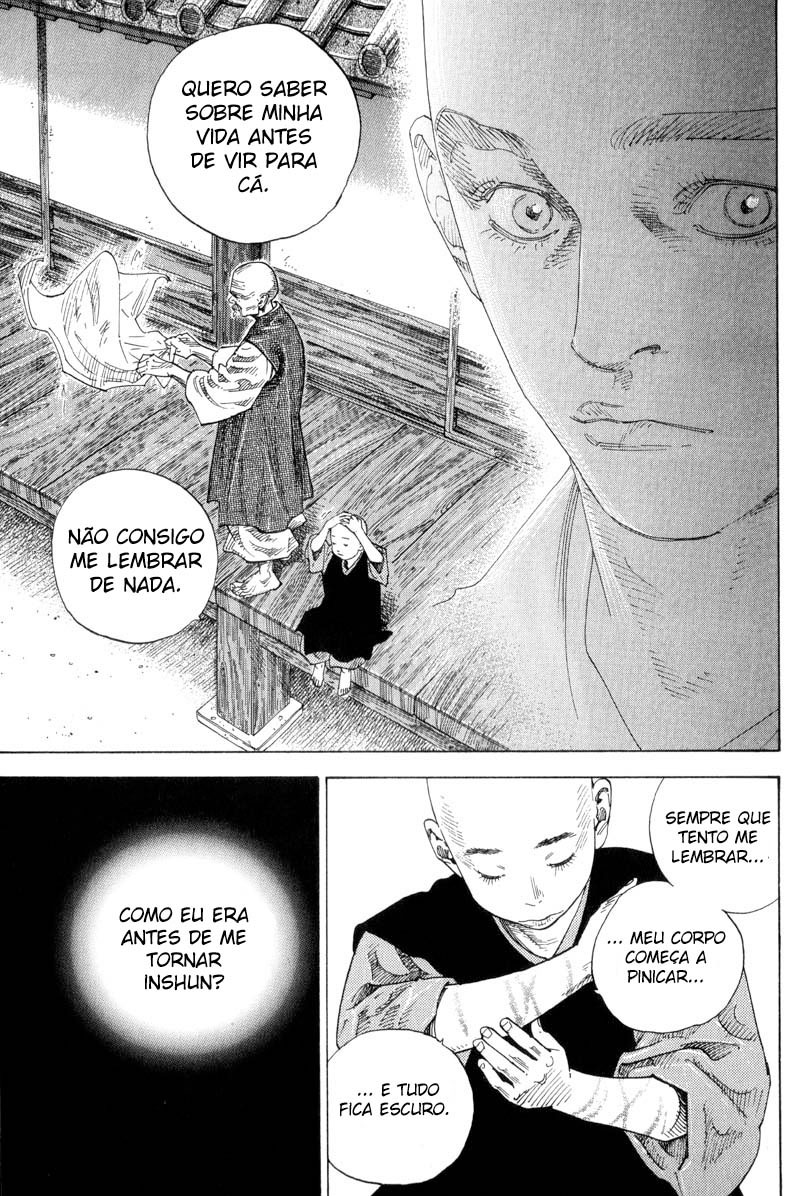 QUERO SABER
SOBRE MINHA
VIDA ANTES
DE VIR PARA
CÁ.
NÃO CONSIGO
ME LEMBRAR
DE NADA.
SEMPRE QUE
TENTO ME
LEMBRAR...
... MEU CORPO
COMEÇA A
PINICAR...
... E TUDO
FICA ESCURO.
COMO EU ERA
ANTES DE ME
TORNAR
INSHUN?